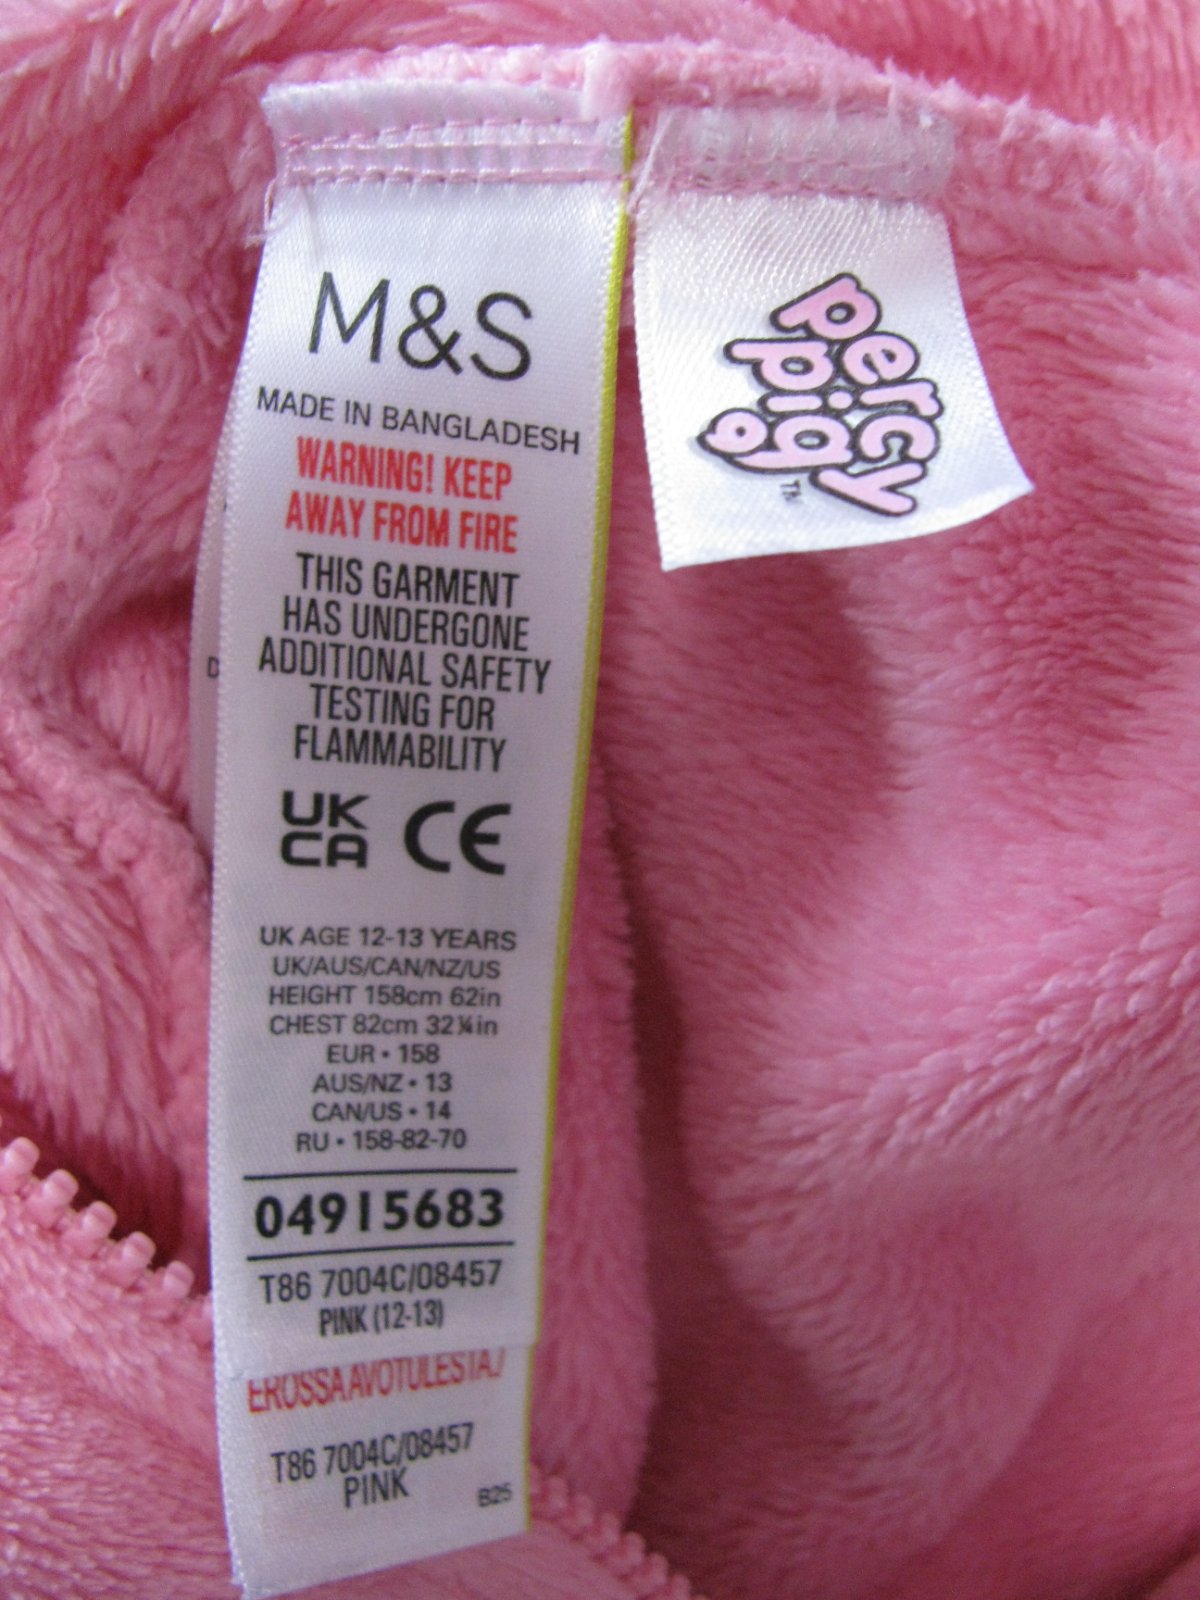 M&S
MADE IN BANGLADESH
WARNING! KEEP
AWAY FROM FIRE
THIS GARMENT
HAS UNDERGONE
ADDITIONAL SAFETY
TESTING FOR
FLAMMABILITY
UK
CA CE
UK AGE 12-13 YEARS
UK/AUS/CAN/NZ/US
HEIGHT 158cm 62in
CHEST 82cm 32¼in
EUR • 158
AUS/NZ • 13
CAN/US • 14
RU • 158-82-70
04915683
T86 7004C/08457
PINK (12-13)
T86 7004C/08457
PINK
B25
percy
pig
TM